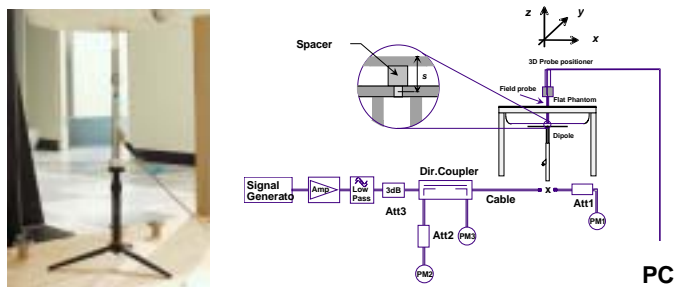 z
y
x
Spacer
s
3D Probe positioner
Field probe
Flat Phantom
Dipole
Signal
Generato
Amp
Low
Pass
3dB
Att3
Dir.Coupler
Cable
x
Att1
PM1
Att2
PM3
PM2
PC